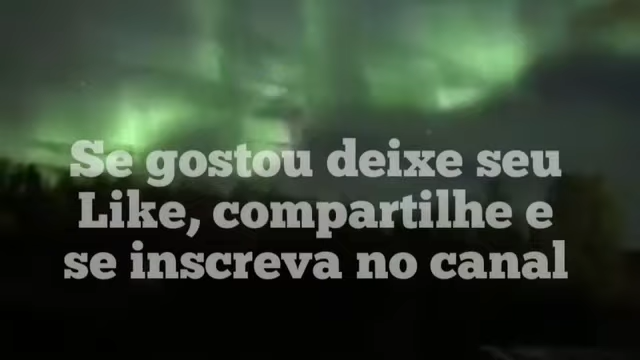 Se gostou deixe seu
Like, compartilhe e
se inscreva no canal